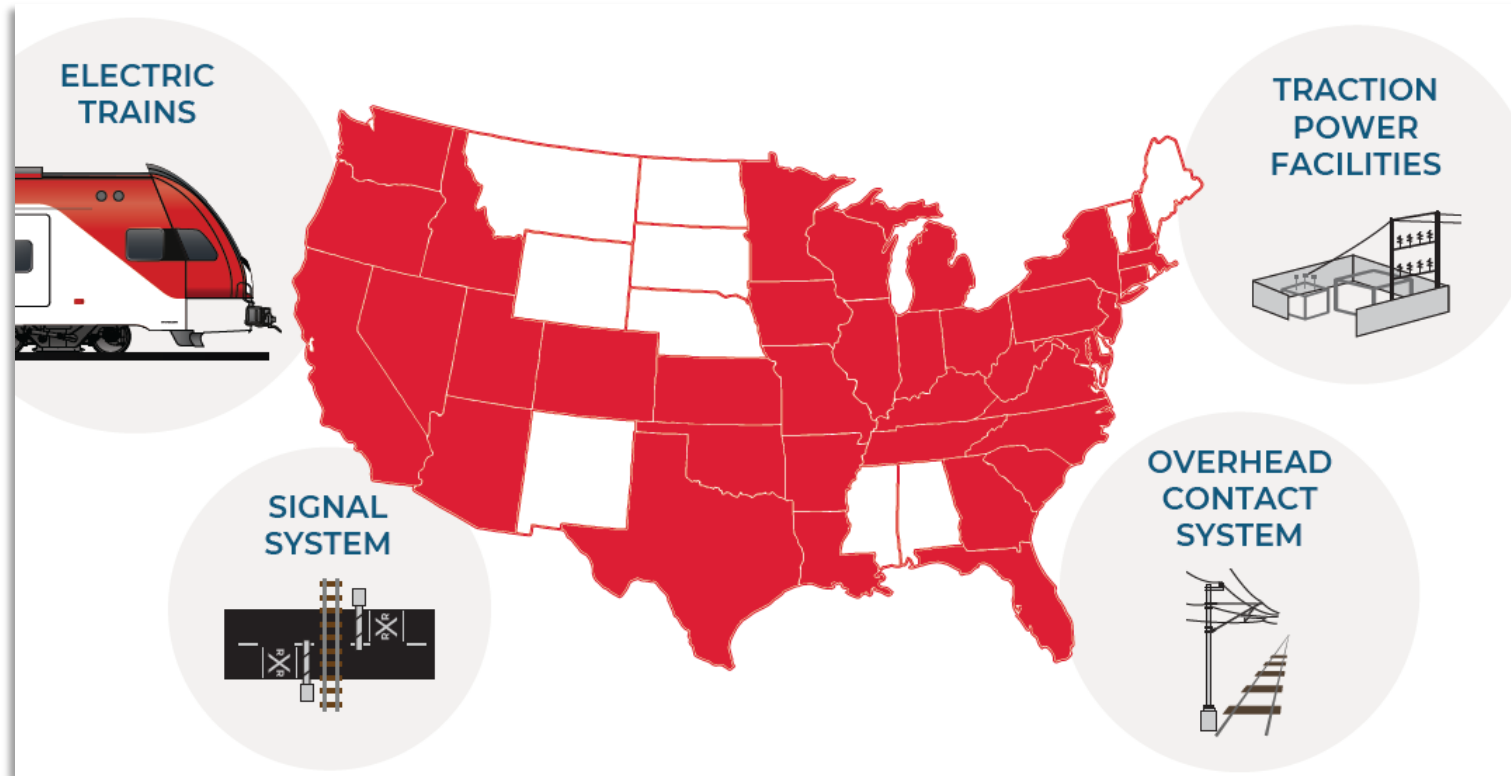 ELECTRIC
TRAINS
TRACTION
POWER
FACILITIES
SIGNAL
SYSTEM
R R
R R
OVERHEAD
CONTACT
SYSTEM